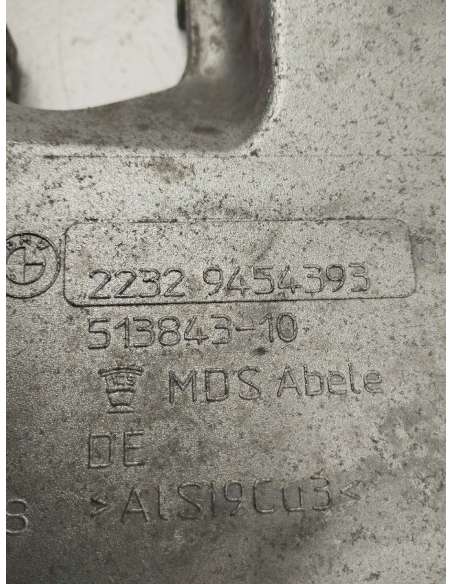 2232 9454393
513843-10
MDS Abele
DE
>AlSi9Cu3<